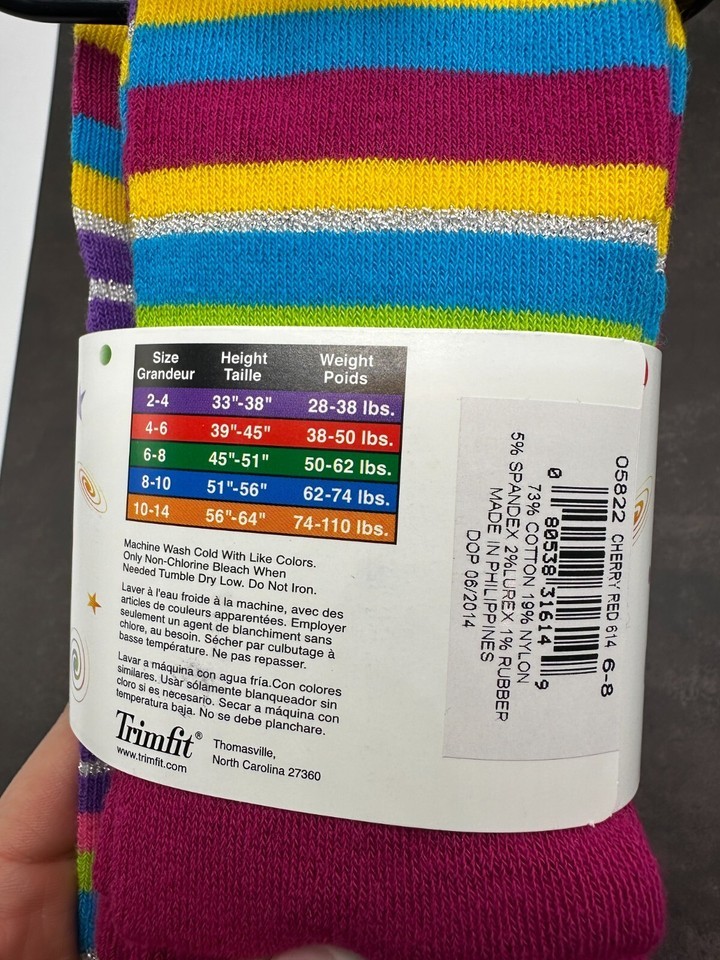 Size Height Weight
Grandeur Taille Poids
2-4 33"-38" 28-38 lbs.
4-6 39"-45" 38-50 lbs.
6-8 45"-51" 50-62 lbs.
8-10 51"-56" 62-74 lbs.
10-14 56"-64" 74-110 lbs.
Machine Wash Cold With Like Colors.
Only Non-Chlorine Bleach When
Needed Tumble Dry Low. Do Not Iron.
Laver à l'eau froide à la machine, avec des
articles de couleurs apparentées. Employer
seulement un agent de blanchiment sans
chlore, au besoin. Sécher par culbutage à
basse température. Ne pas repasser.
Lavar a máquina con agua fría.Con colores
similares. Usar sólamente blanqueador sin
cloro si es necesario. Secar a máquina con
temperatura baja. No se debe planchare.
Trimfit®
www.trimfit.com
Thomasville,
North Carolina 27360
05822 CHERRY RED 614 6-8
0 80538 31614 9
73% COTTON 19% NYLON
5% SPANDEX 2%LUREX 1% RUBBER
MADE IN PHILIPPINES
DOP 06/2014